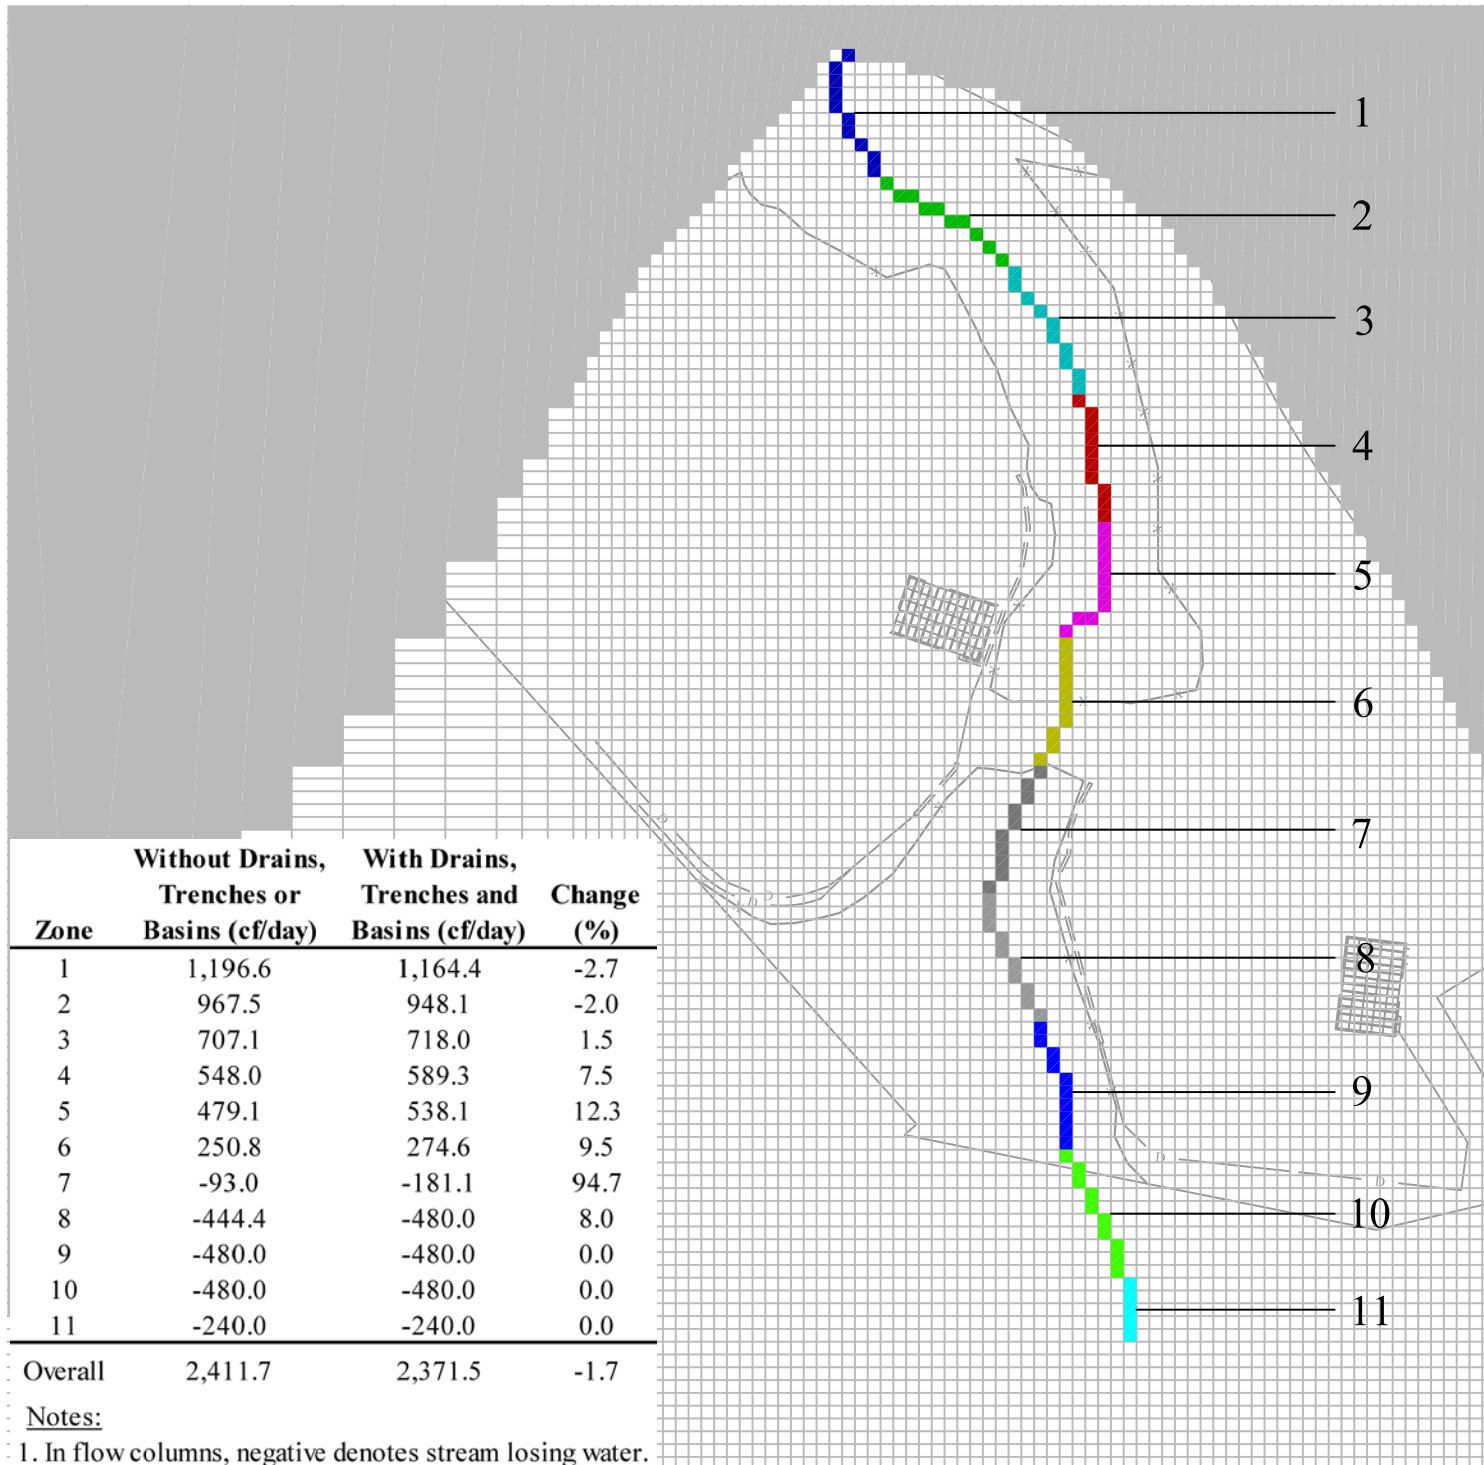 1
2
3
4
5
6
7
8
9
10
11
D
D
D
D
D
Without Drains, With Drains,
Trenches or Trenches and Change
Zone Basins (cf/day) Basins (cf/day) (%)
1 1,196.6 1,164.4 -2.7
2 967.5 948.1 -2.0
3 707.1 718.0 1.5
4 548.0 589.3 7.5
5 479.1 538.1 12.3
6 250.8 274.6 9.5
7 -93.0 -181.1 94.7
8 -444.4 -480.0 8.0
9 -480.0 -480.0 0.0
10 -480.0 -480.0 0.0
11 -240.0 -240.0 0.0
Overall 2,411.7 2,371.5 -1.7
Notes:
1. In flow columns, negative denotes stream losing water.